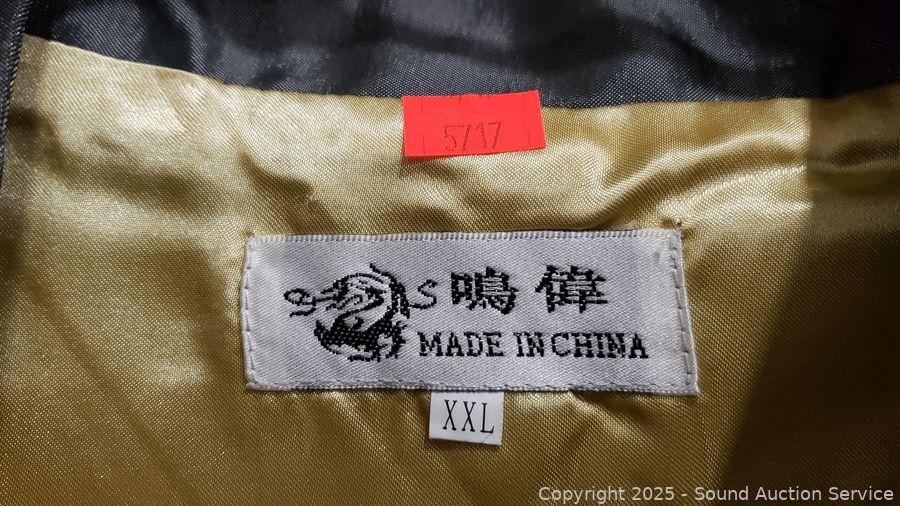 5717
鳴偉
MADE IN CHINA
XXL
Copyright © 2025 - Sound Auction Service